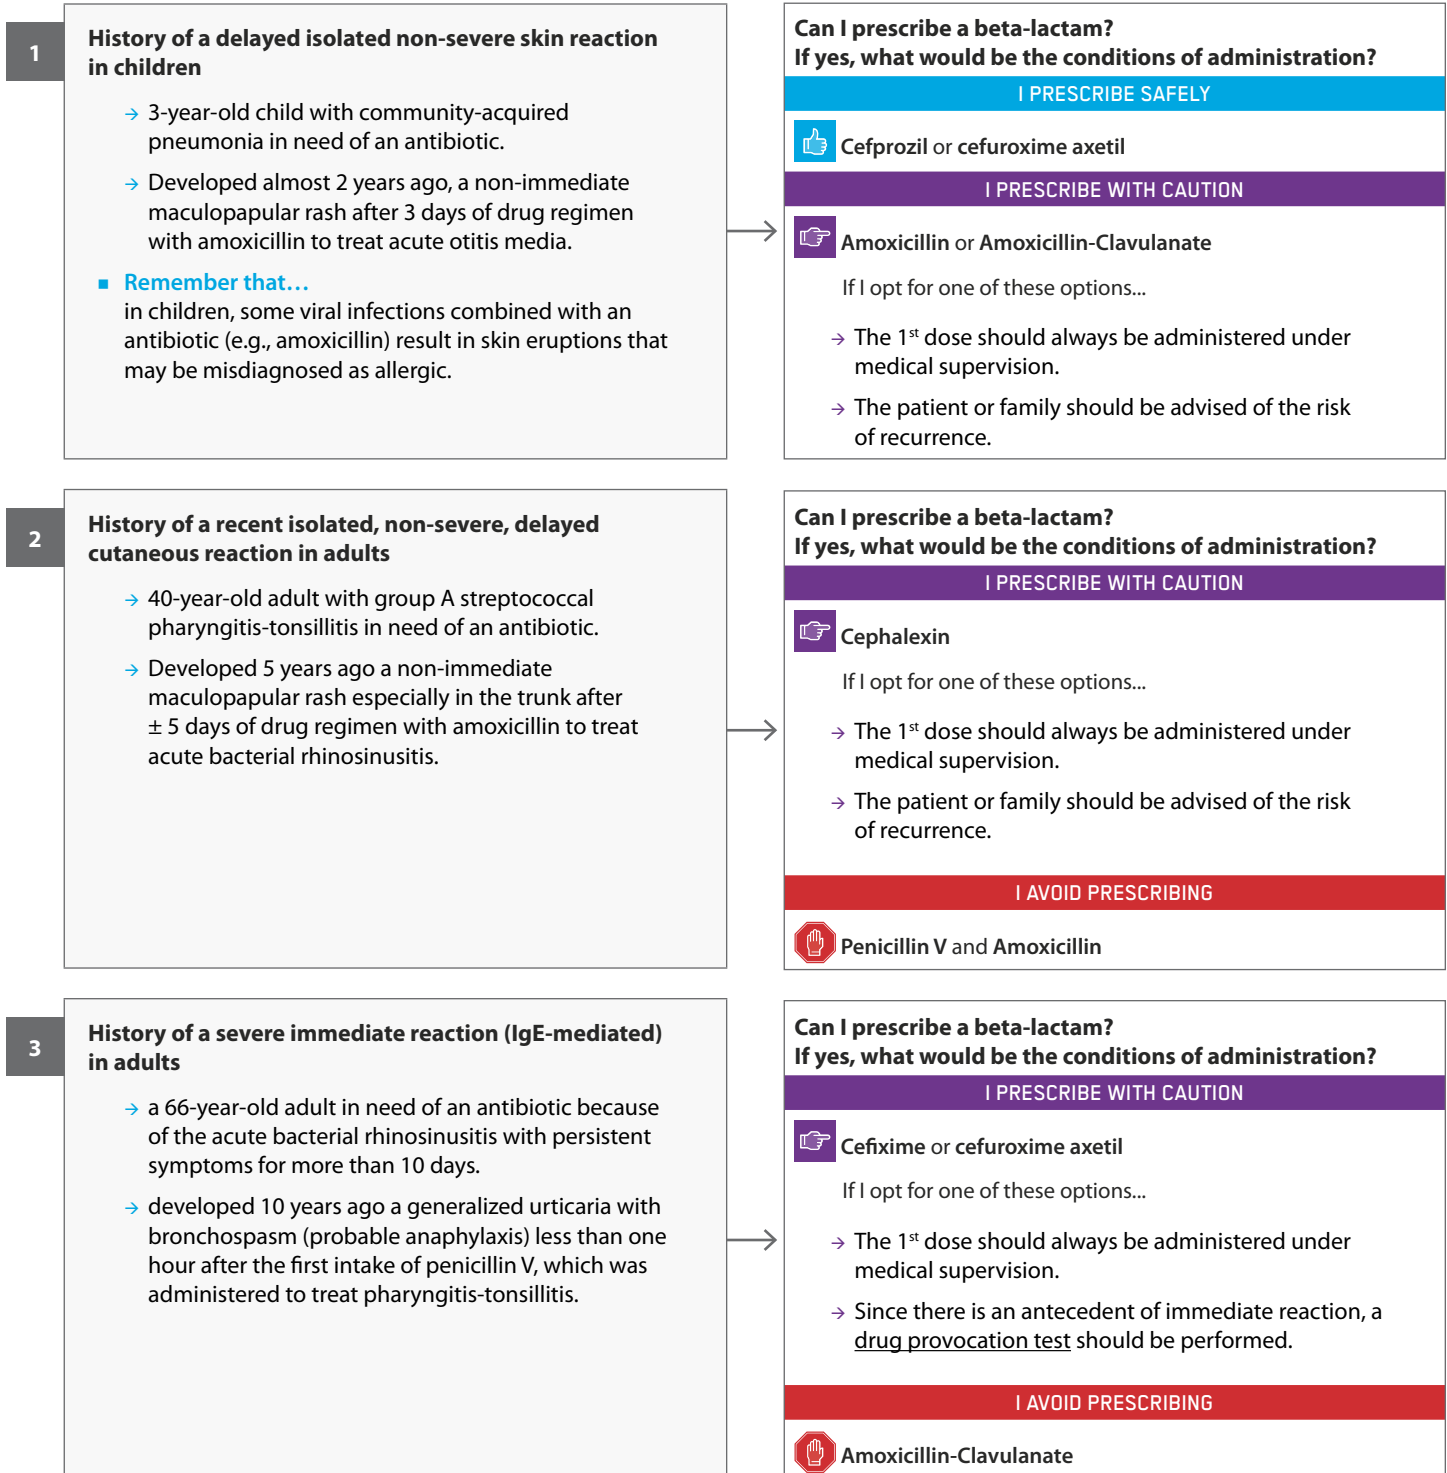 1
History of a delayed isolated non-severe skin reaction
in children
→ 3-year-old child with community-acquired
pneumonia in need of an antibiotic.
→ Developed almost 2 years ago, a non-immediate
maculopapular rash after 3 days of drug regimen
with amoxicillin to treat acute otitis media.
■ Remember that…
in children, some viral infections combined with an
antibiotic (e.g., amoxicillin) result in skin eruptions that
may be misdiagnosed as allergic.
Can I prescribe a beta-lactam?
If yes, what would be the conditions of administration?
I PRESCRIBE SAFELY
Cefprozil or cefuroxime axetil
I PRESCRIBE WITH CAUTION
Amoxicillin or Amoxicillin-Clavulanate
If I opt for one of these options...
→ The 1st dose should always be administered under
medical supervision.
→ The patient or family should be advised of the risk
of recurrence.
2
History of a recent isolated, non-severe, delayed
cutaneous reaction in adults
→ 40-year-old adult with group A streptococcal
pharyngitis-tonsillitis in need of an antibiotic.
→ Developed 5 years ago a non-immediate
maculopapular rash especially in the trunk after
± 5 days of drug regimen with amoxicillin to treat
acute bacterial rhinosinusitis.
Can I prescribe a beta-lactam?
If yes, what would be the conditions of administration?
I PRESCRIBE WITH CAUTION
Cephalexin
If I opt for one of these options...
→ The 1st dose should always be administered under
medical supervision.
→ The patient or family should be advised of the risk
of recurrence.
I AVOID PRESCRIBING
Penicillin V and Amoxicillin
3
History of a severe immediate reaction (IgE-mediated)
in adults
→ a 66-year-old adult in need of an antibiotic because
of the acute bacterial rhinosinusitis with persistent
symptoms for more than 10 days.
→ developed 10 years ago a generalized urticaria with
bronchospasm (probable anaphylaxis) less than one
hour after the first intake of penicillin V, which was
administered to treat pharyngitis-tonsillitis.
Can I prescribe a beta-lactam?
If yes, what would be the conditions of administration?
I PRESCRIBE WITH CAUTION
Cefixime or cefuroxime axetil
If I opt for one of these options...
→ The 1st dose should always be administered under
medical supervision.
→ Since there is an antecedent of immediate reaction, a
drug provocation test should be performed.
I AVOID PRESCRIBING
Amoxicillin-Clavulanate